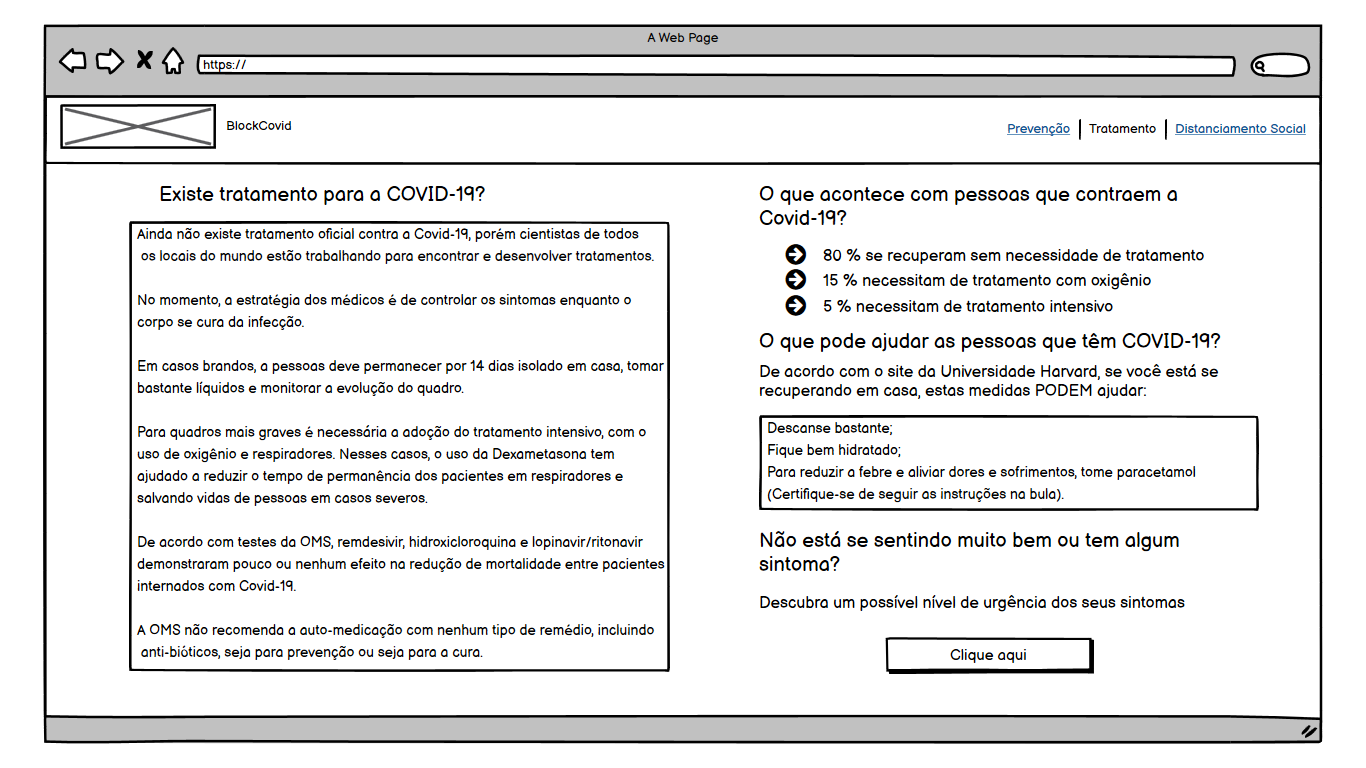 A Web Page
https://
BlockCovid
Prevenção Tratamento Distanciamento Social
Existe tratamento para a COVID-19?
Ainda não existe tratamento oficial contra a Covid-19, porém cientistas de todos
os locais do mundo estão trabalhando para encontrar e desenvolver tratamentos.
No momento, a estratégia dos médicos é de controlar os sintomas enquanto o
corpo se cura da infecção.
Em casos brandos, a pessoas deve permanecer por 14 dias isolado em casa, tomar
bastante líquidos e monitorar a evolução do quadro.
Para quadros mais graves é necessária a adoção do tratamento intensivo, com o
uso de oxigênio e respiradores. Nesses casos, o uso da Dexametasona tem
ajudado a reduzir o tempo de permanência dos pacientes em respiradores e
salvando vidas de pessoas em casos severos.
De acordo com testes da OMS, remdesivir, hidroxicloroquina e lopinavir/ritonavir
demonstraram pouco ou nenhum efeito na redução de mortalidade entre pacientes
internados com Covid-19.
A OMS não recomenda a auto-medicação com nenhum tipo de remédio, incluindo
anti-bióticos, seja para prevenção ou seja para a cura.
O que acontece com pessoas que contraem a
Covid-19?
80 % se recuperam sem necessidade de tratamento
15 % necessitam de tratamento com oxigênio
5 % necessitam de tratamento intensivo
O que pode ajudar as pessoas que têm COVID-19?
De acordo com o site da Universidade Harvard, se você está se
recuperando em casa, estas medidas PODEM ajudar:
Descanse bastante;
Fique bem hidratado;
Para reduzir a febre e aliviar dores e sofrimentos, tome paracetamol
(Certifique-se de seguir as instruções na bula).
Não está se sentindo muito bem ou tem algum
sintoma?
Descubra um possível nível de urgência dos seus sintomas
Clique aqui